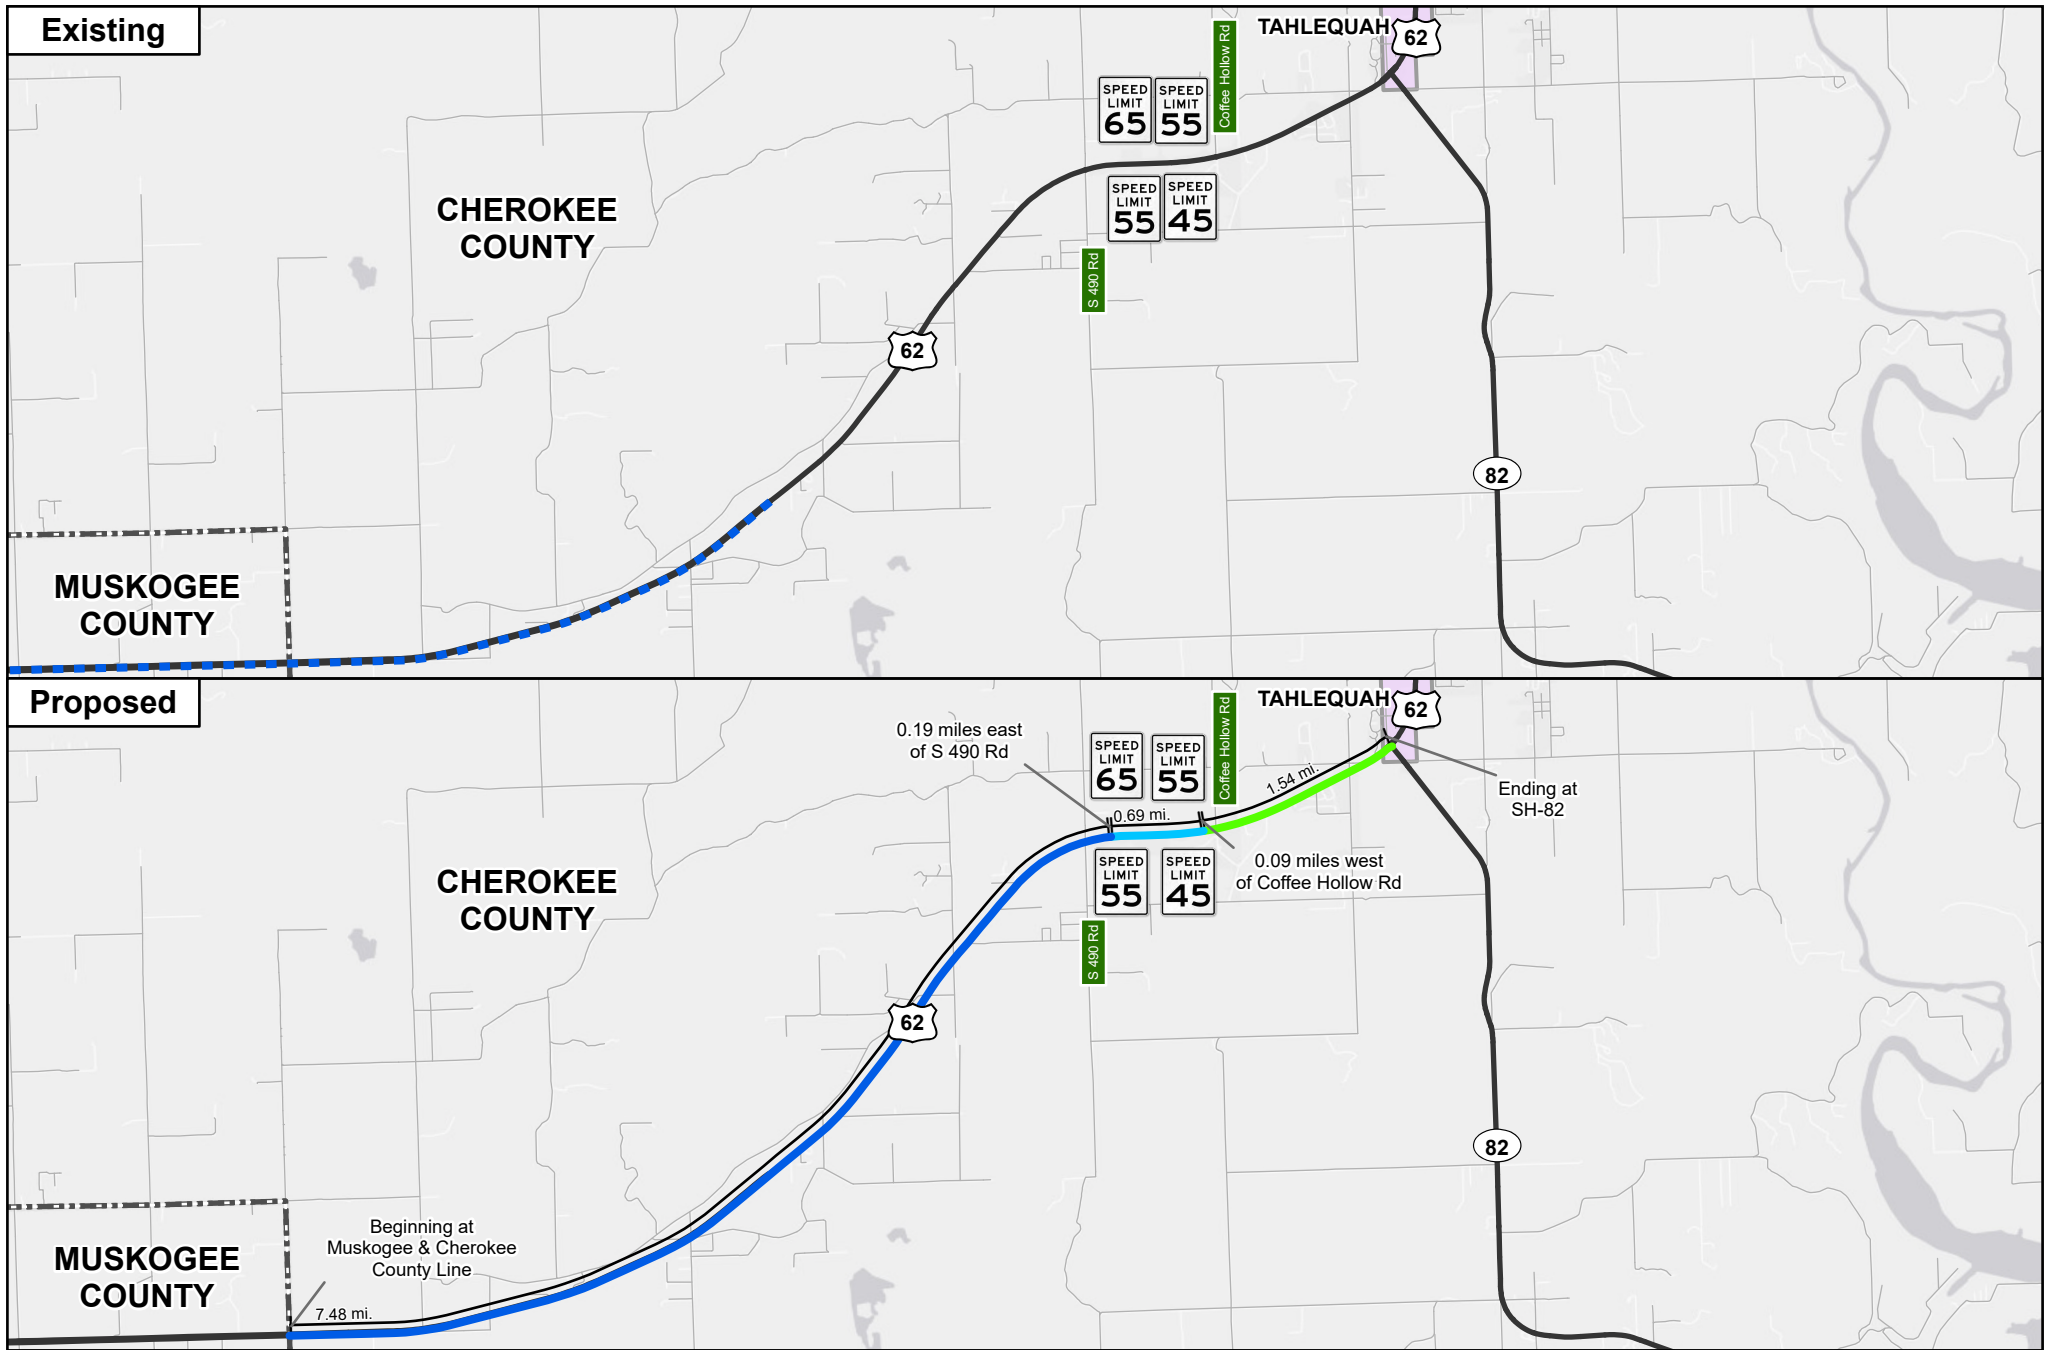 Existing
TAHLEQUAH
62
Coffee Hollow Rd
SPEED
LIMIT
65
SPEED
LIMIT
55
SPEED
LIMIT
55
SPEED
LIMIT
45
CHEROKEE
COUNTY
S 490 Rd
62
82
MUSKOGEE
COUNTY
Proposed
TAHLEQUAH
62
Coffee Hollow Rd
0.19 miles east
of S 490 Rd
SPEED
LIMIT
65
SPEED
LIMIT
55
1.54 mi.
Ending at
SH-82
0.69 mi.
SPEED
LIMIT
55
SPEED
LIMIT
45
0.09 miles west
of Coffee Hollow Rd
CHEROKEE
COUNTY
S 490 Rd
62
82
Beginning at
Muskogee & Cherokee
County Line
MUSKOGEE
COUNTY
7.48 mi.